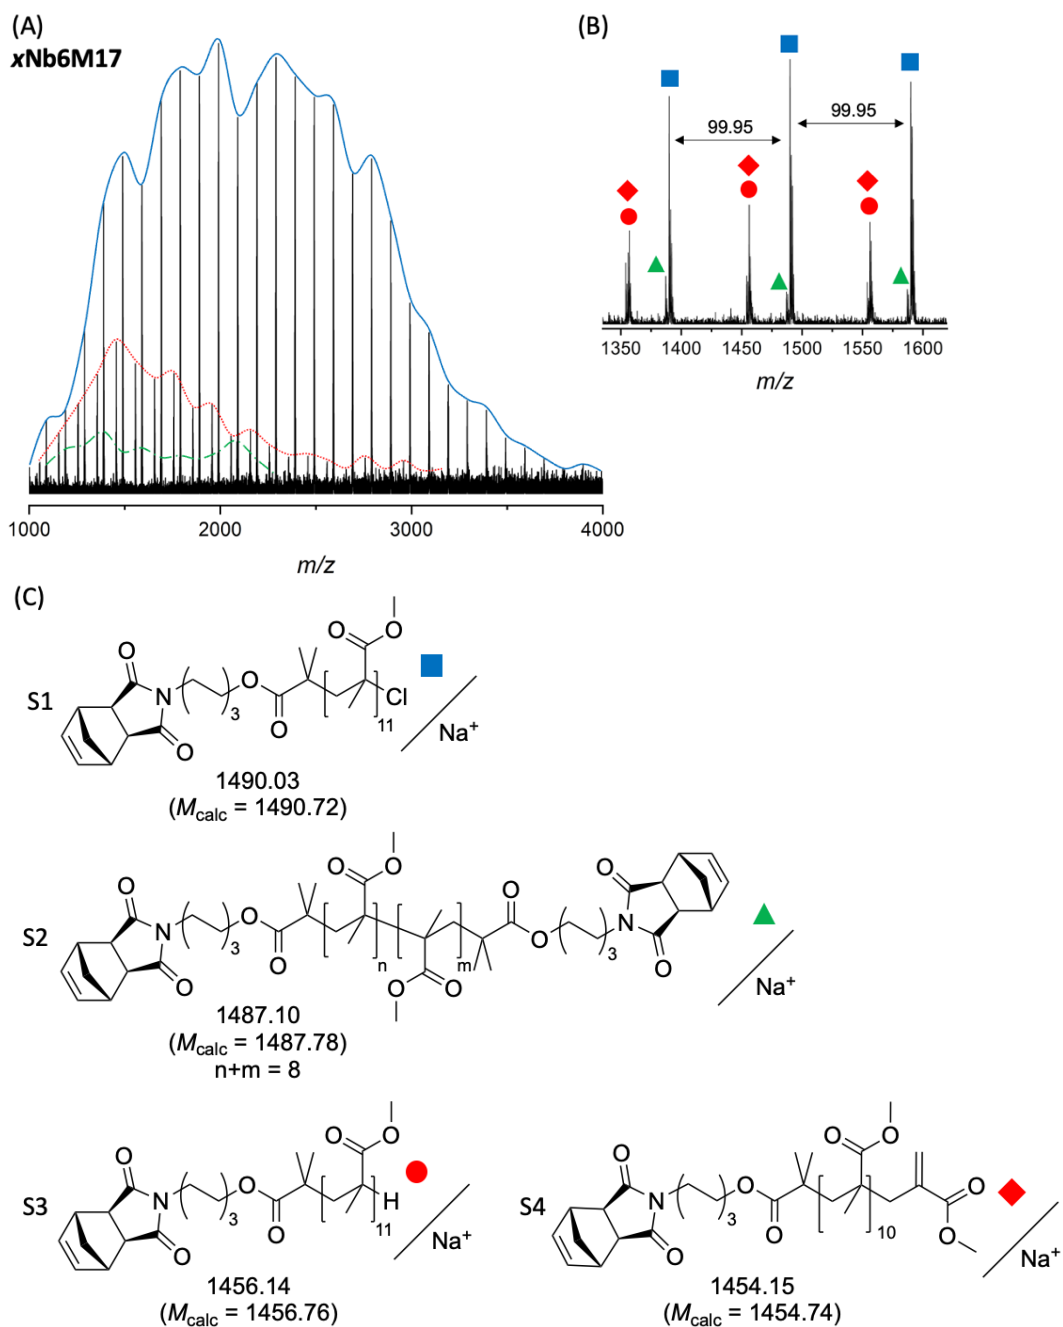 (A)
xNb6M17
1000
2000
3000
4000
m/z
(B)
99.95
99.95
1350
1400
1450
1500
1550
1600
m/z
(C)
S1
O
N
O
3
O
O
O
O
Cl
11
Na⁺
1490.03
(Mcalc = 1490.72)
S2
O
N
O
3
O
O
O
O
n
O
O
m
O
O
3
N
O
O
Na⁺
1487.10
(Mcalc = 1487.78)
n+m = 8
S3
O
N
O
3
O
O
O
O
H
11
Na⁺
1456.14
(Mcalc = 1456.76)
S4
O
N
O
3
O
O
O
O
10
O
O
Na⁺
1454.15
(Mcalc = 1454.74)